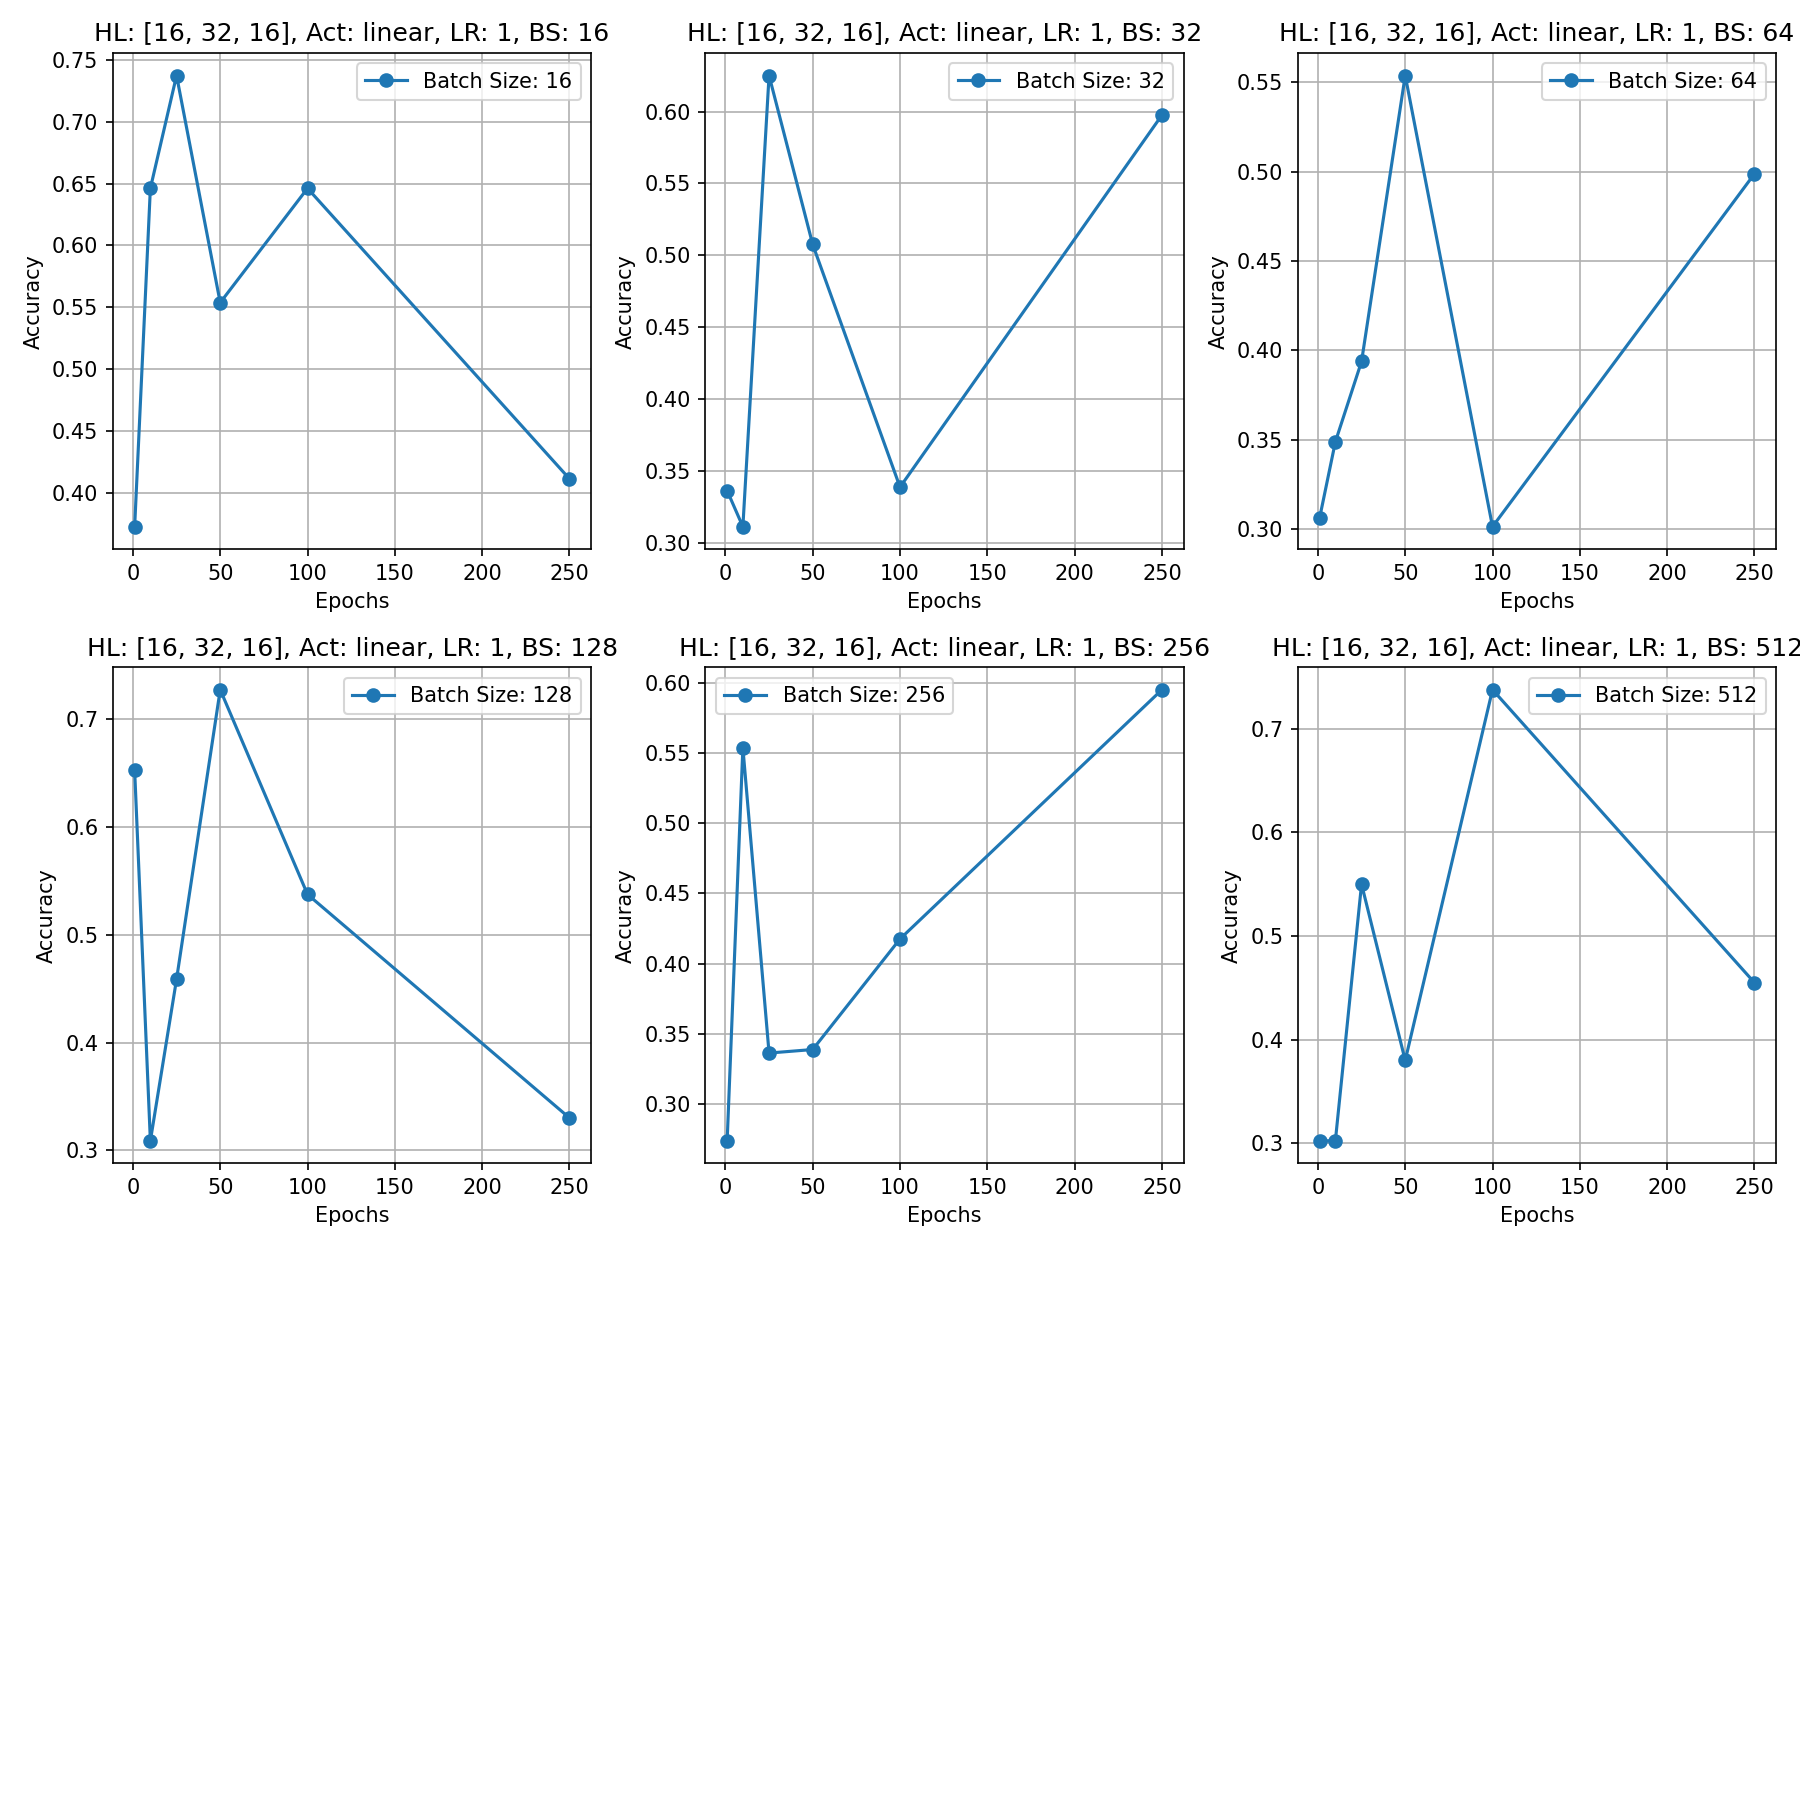 HL: [16, 32, 16], Act: linear, LR: 1, BS: 16
Batch Size: 16
Accuracy
0.75
0.70
0.65
0.60
0.55
0.50
0.45
0.40
0 50 100 150 200 250
Epochs
HL: [16, 32, 16], Act: linear, LR: 1, BS: 32
Batch Size: 32
Accuracy
0.60
0.55
0.50
0.45
0.40
0.35
0.30
0 50 100 150 200 250
Epochs
HL: [16, 32, 16], Act: linear, LR: 1, BS: 64
Batch Size: 64
Accuracy
0.55
0.50
0.45
0.40
0.35
0.30
0 50 100 150 200 250
Epochs
HL: [16, 32, 16], Act: linear, LR: 1, BS: 128
Batch Size: 128
Accuracy
0.7
0.6
0.5
0.4
0.3
0 50 100 150 200 250
Epochs
HL: [16, 32, 16], Act: linear, LR: 1, BS: 256
Batch Size: 256
Accuracy
0.60
0.55
0.50
0.45
0.40
0.35
0.30
0 50 100 150 200 250
Epochs
HL: [16, 32, 16], Act: linear, LR: 1, BS: 512
Batch Size: 512
Accuracy
0.7
0.6
0.5
0.4
0.3
0 50 100 150 200 250
Epochs